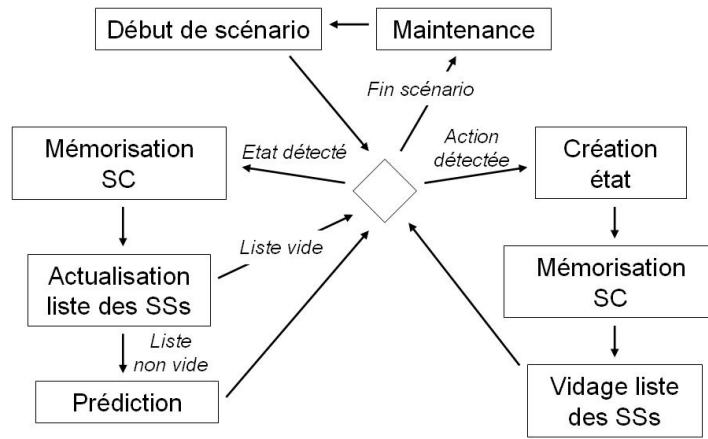 Début de scénario
Maintenance
Fin scénario
Etat détecté
Action
détectée
Mémorisation
SC
Création
état
Liste vide
Actualisation
liste des SSs
Mémorisation
SC
Liste
non vide
Prédiction
Vidage liste
des SSs